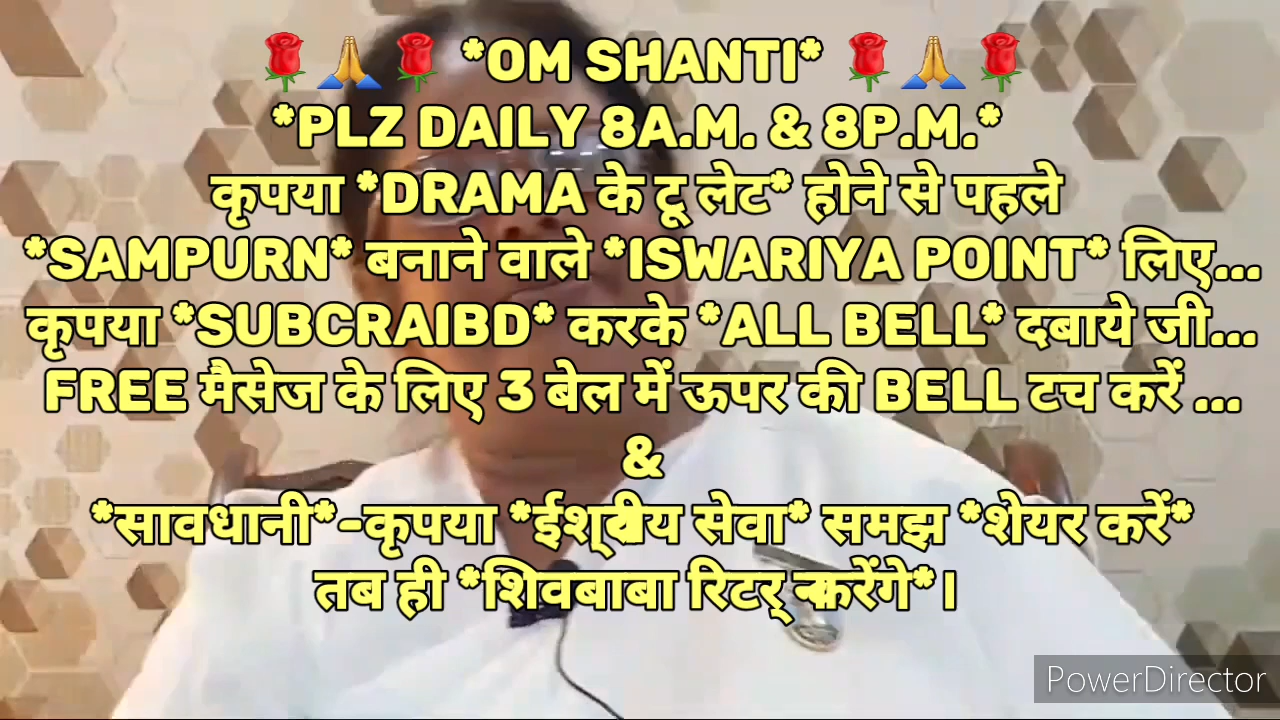 🌹🙏🌹 *OM SHANTI* 🌹🙏🌹
*PLZ DAILY 8A.M. & 8P.M.*
कृपया *DRAMA के टू लेट* होने से पहले
*SAMPURN* बनाने वाले *ISWARIYA POINT* लिए...
कृपया *SUBCRAIBD* करके *ALL BELL* दबाये जी...
FREE मैसेज के लिए 3 बेल में ऊपर की BELL टच करें ...
&
*सावधानी*-कृपया *ईश्वरीय सेवा* समझ *शेयर करें*
तब ही *शिवबाबा रिटर्न करेंगे*।
PowerDirector